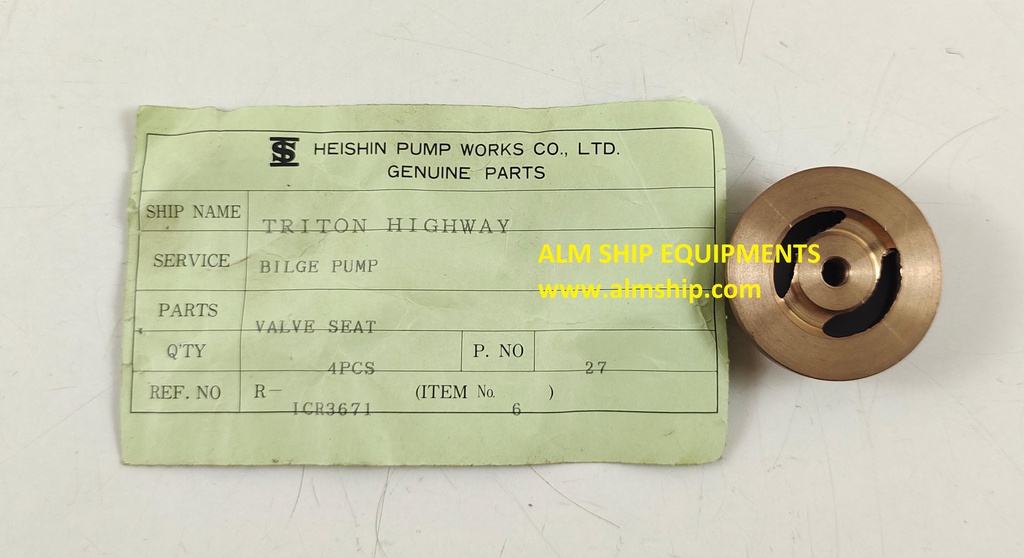 HEISHIN PUMP WORKS CO., LTD.
GENUINE PARTS
SHIP NAME TRITON HIGHWAY
SERVICE BILGE PUMP
PARTS VALVE SEAT
Q'TY 4PCS P. NO 27
REF. NO R- ICR3671 (ITEM No. 6 )
ALM SHIP EQUIPMENTS
www.almship.com